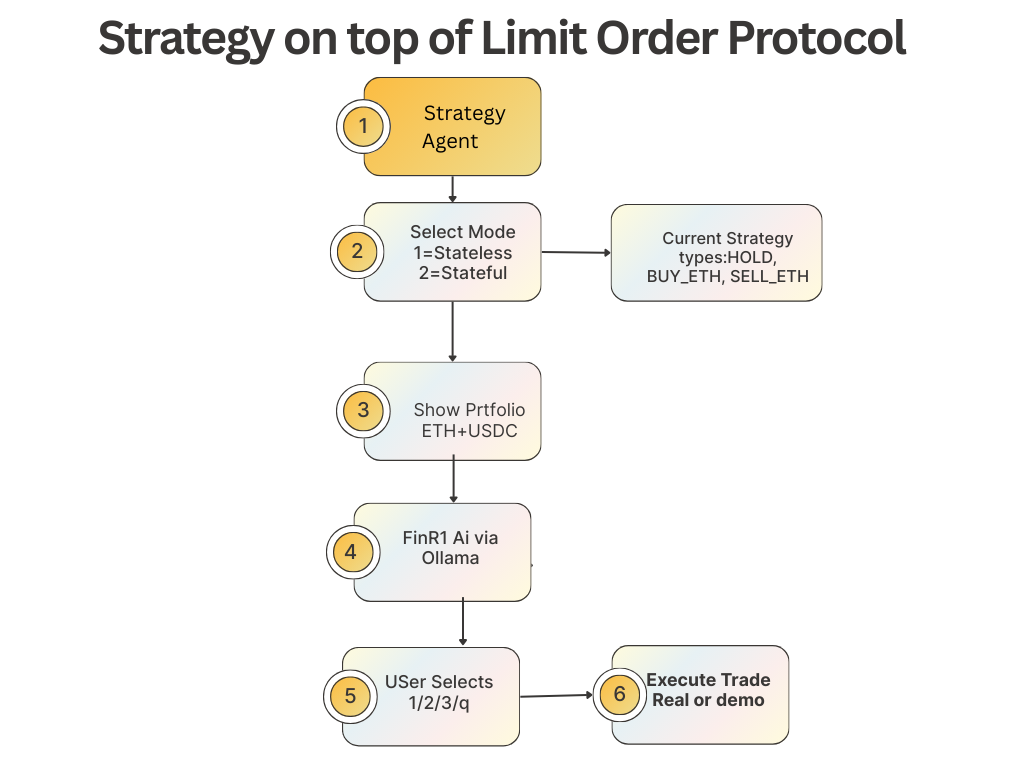 Strategy on top of Limit Order Protocol
1
Strategy
Agent
2
Select Mode
1=Stateless
2=Stateful
Current Strategy
types:HOLD,
BUY_ETH, SELL_ETH
3
Show Prtfolio
ETH+USDC
4
FinR1 Ai via
Ollama
5
USer Selects
1/2/3/q
6
Execute Trade
Real or demo